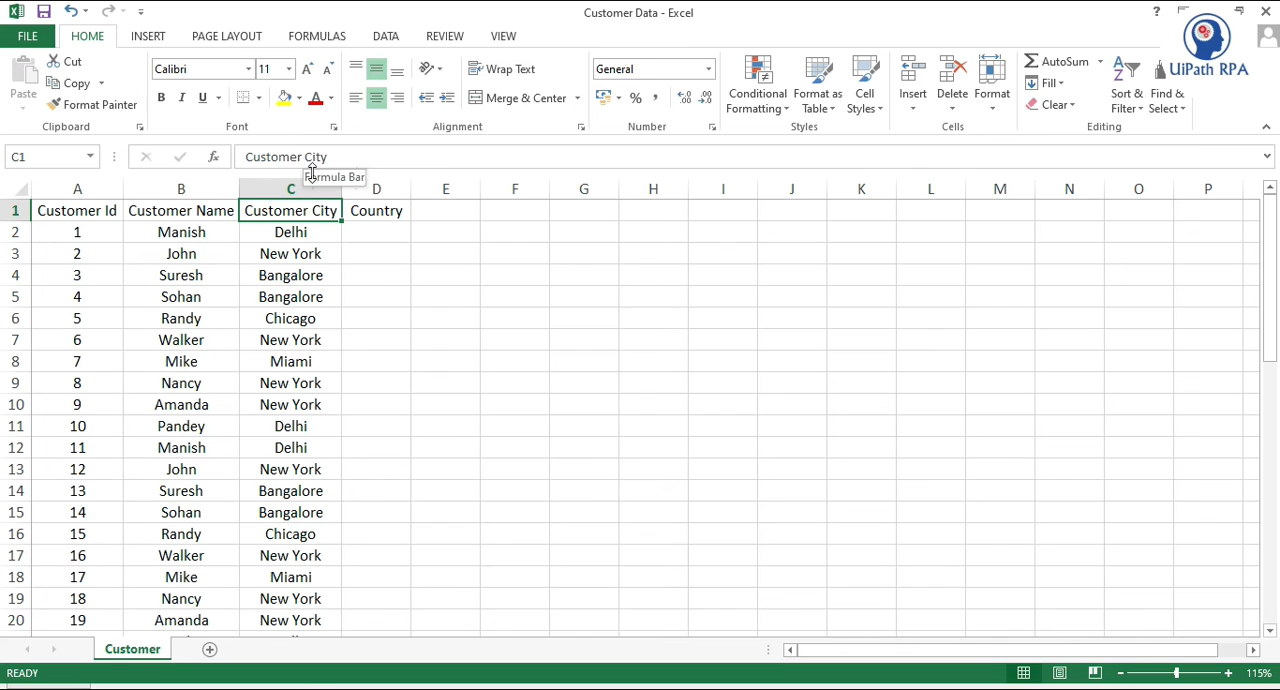 Customer Data - Excel
?
FILE HOME INSERT PAGE LAYOUT FORMULAS DATA REVIEW VIEW
UiPath RPA
Paste
Cut
Copy
Format Painter
Clipboard
Calibri 11
B I U
Font
Wrap Text
Merge & Center
Alignment
General
%
Number
Conditional Formatting
Format as Table
Cell Styles
Styles
Insert Delete Format
Cells
AutoSum
Fill
Clear
Sort & Filter
Find & Select
Editing
C1 fx Customer City
Formula Bar
A B C D E F G H I J K L M N O P
1 Customer Id Customer Name Customer City Country
2 1 Manish Delhi
3 2 John New York
4 3 Suresh Bangalore
5 4 Sohan Bangalore
6 5 Randy Chicago
7 6 Walker New York
8 7 Mike Miami
9 8 Nancy New York
10 9 Amanda New York
11 10 Pandey Delhi
12 11 Manish Delhi
13 12 John New York
14 13 Suresh Bangalore
15 14 Sohan Bangalore
16 15 Randy Chicago
17 16 Walker New York
18 17 Mike Miami
19 18 Nancy New York
20 19 Amanda New York
Customer
READY
115%